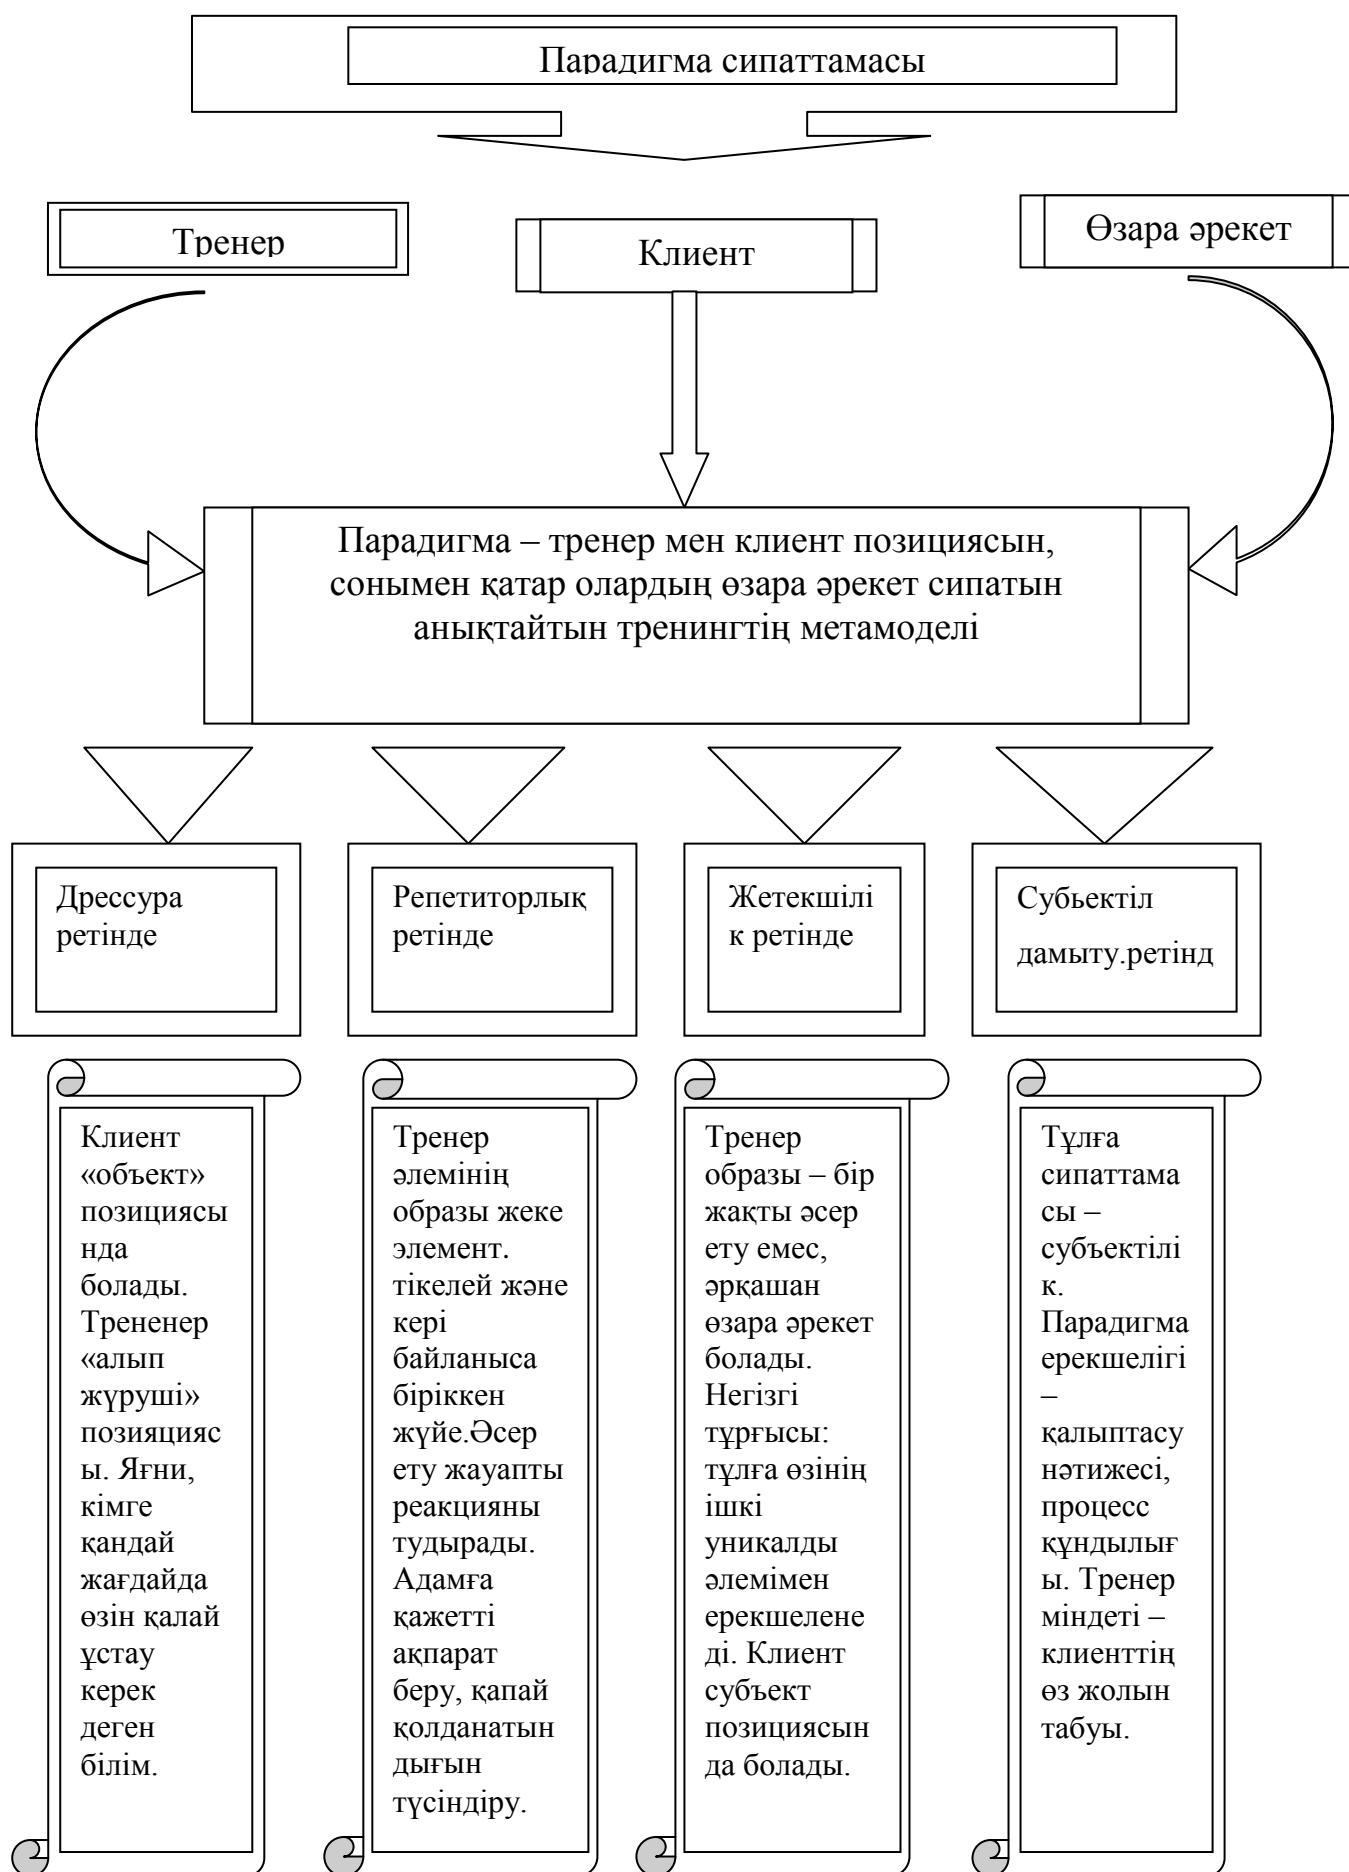 Парадигма сипаттамасы
Тренер
Клиент
Өзара әрекет
Парадигма – тренер мен клиент позициясын,
сонымен қатар олардың өзара әрекет сипатын
анықтайтын тренингтің метамоделі
Дрессура
ретінде
Репетиторлық
ретінде
Жетекшілі
к ретінде
Субьектіл
дамыту.ретінд
Клиент
«объект»
позициясы
нда
болады.
Трененер
«алып
жүруші»
позияцияс
ы. Яғни,
кімге
қандай
жағдайда
өзін қалай
ұстау
керек
деген
білім.
Тренер
әлемінің
образы жеке
элемент.
тікелей және
кері
байланыса
біріккен
жүйе.Әсер
ету жауапты
реакцияны
тудырады.
Адамға
қажетті
ақпарат
беру, қапай
қолданатын
дығын
түсіндіру.
Тренер
образы – бір
жақты әсер
ету емес,
әрқашан
өзара әрекет
болады.
Негізгі
тұрғысы:
тұлға өзінің
ішкі
уникалды
әлемімен
ерекшелене
ді. Клиент
субъект
позициясын
да болады.
Тұлға
сипаттама
сы –
субъектілі
к.
Парадигма
ерекшелігі
–
қалыптасу
нәтижесі,
процесс
құндылығ
ы. Тренер
міндеті –
клиенттің
өз жолын
табуы.